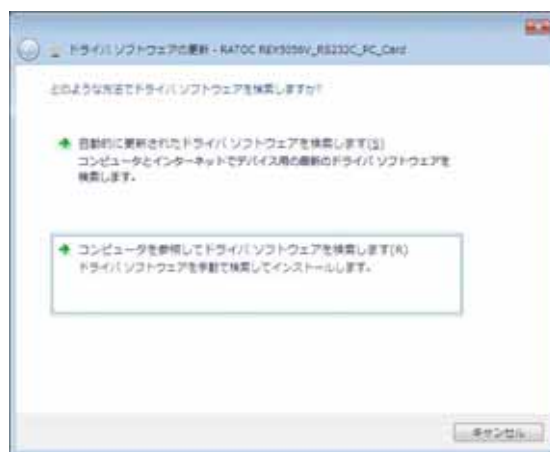 ドライバ ソフトウェアの更新 - RATOC REX5056V_RS232C_PC_Card
どのような方法でドライバ ソフトウェアを検索しますか?
自動的に更新されたドライバ ソフトウェアを検索します(S)
コンピュータとインターネットでデバイス用の最新のドライバ ソフトウェアを
検索します。
コンピュータを参照してドライバ ソフトウェアを検索します(R)
ドライバ ソフトウェアを手動で検索してインストールします。
キャンセル